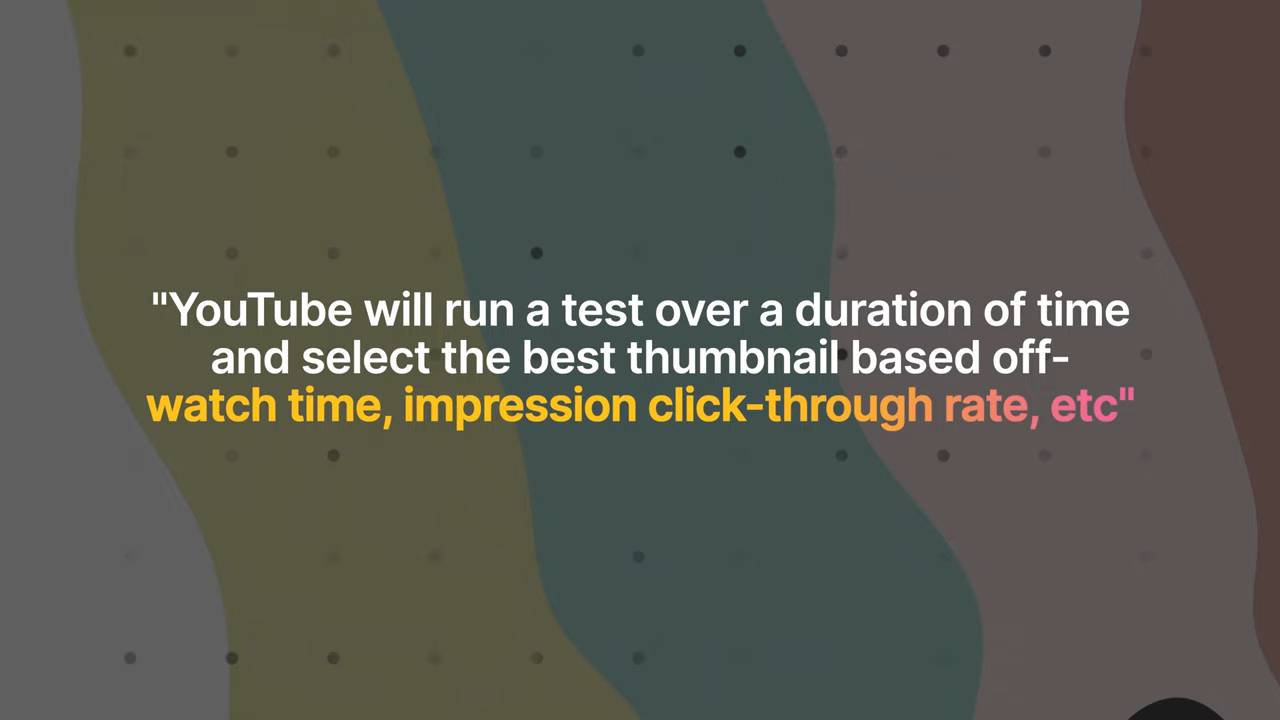 "YouTube will run a test over a duration of time
and select the best thumbnail based off-
watch time, impression click-through rate, etc"